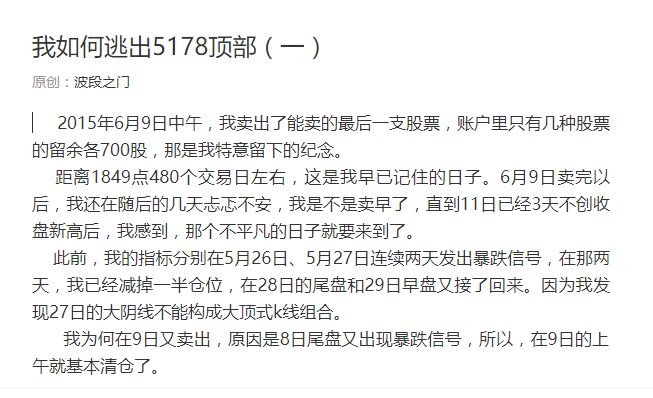 我如何逃出5178顶部（一）
原创：波段之门
2015年6月9日中午，我卖出了能卖的最后一支股票，账户里只有几种股票
的留余各700股，那是我特意留下的纪念。
距离1849点480个交易日左右，这是我早已记住的日子。6月9日卖完以
后，我还在随后的几天忐忑不安，我是不是卖早了，直到11日已经3天不创收
盘新高后，我感到，那个不平凡的日子就要来到了。
此前，我的指标分别在5月26日、5月27日连续两天发出暴跌信号，在那两
天，我已经减掉一半仓位，在28日的尾盘和29日早盘又接了回来。因为我发
现27日的大阴线不能构成大顶式k线组合。
我为何在9日又卖出，原因是8日尾盘又出现暴跌信号，所以，在9日的上
午就基本清仓了。